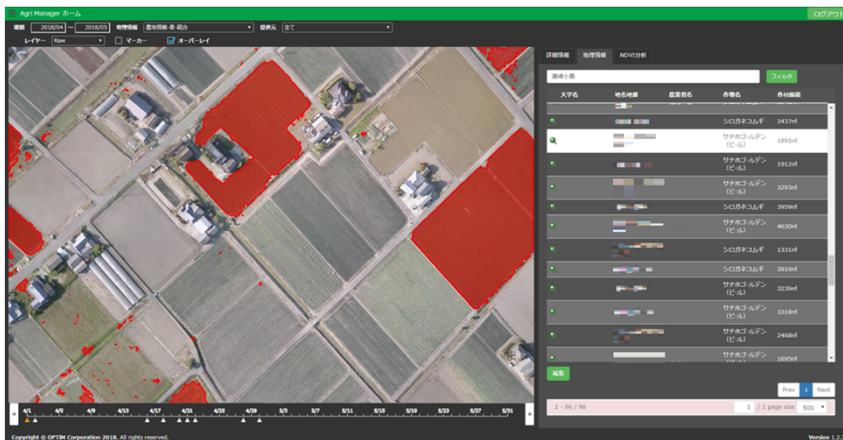 Agri Manager ホーム
ログアウト
期間 2018/04 ~ 2018/05 地理情報 農地情報-麦-統合 提供元 全て
レイヤー Raw マーカー オーバーレイ
詳細情報 地理情報 NDVI分析
フィルタ
大字名 地名地番 農業者名 作物名 作付面積
シロガネコムギ 2437㎡
サチホゴールデン(ビール) 1895㎡
サチホゴールデン(ビール) 1912㎡
サチホゴールデン(ビール) 3293㎡
シロガネコムギ 3959㎡
サチホゴールデン(ビール) 4630㎡
シロガネコムギ 1331㎡
シロガネコムギ 3919㎡
サチホゴールデン(ビール) 3239㎡
サチホゴールデン(ビール) 3318㎡
サチホゴールデン(ビール) 2468㎡
サチホゴールデン(ビール) 1695㎡
編集
Prev 1 Next
1 - 96 / 96 1 / 1 page size 500
4/1 4/5 4/9 4/13 4/17 4/21 4/25 4/29 5/3 5/7 5/11 5/15 5/19 5/23 5/27 5/31
Copyright © OPTiM Corporation 2018. All rights reserved.
Version 1.2.